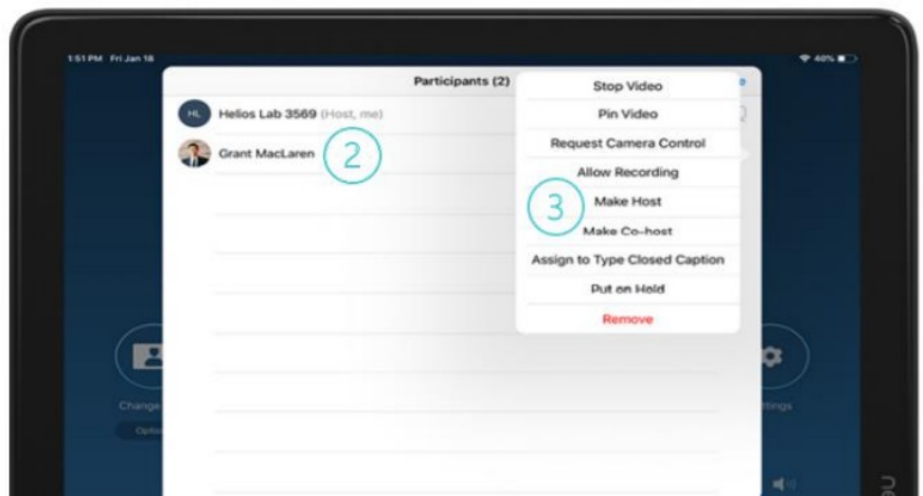 1:51 PM Fri Jan 18
40%
Participants (2)
HL Helios Lab 3569 (Host, me)
Grant MacLaren
2
Stop Video
Pin Video
Request Camera Control
Allow Recording
3
Make Host
Make Co-host
Assign to Type Closed Caption
Put on Hold
Remove
Change